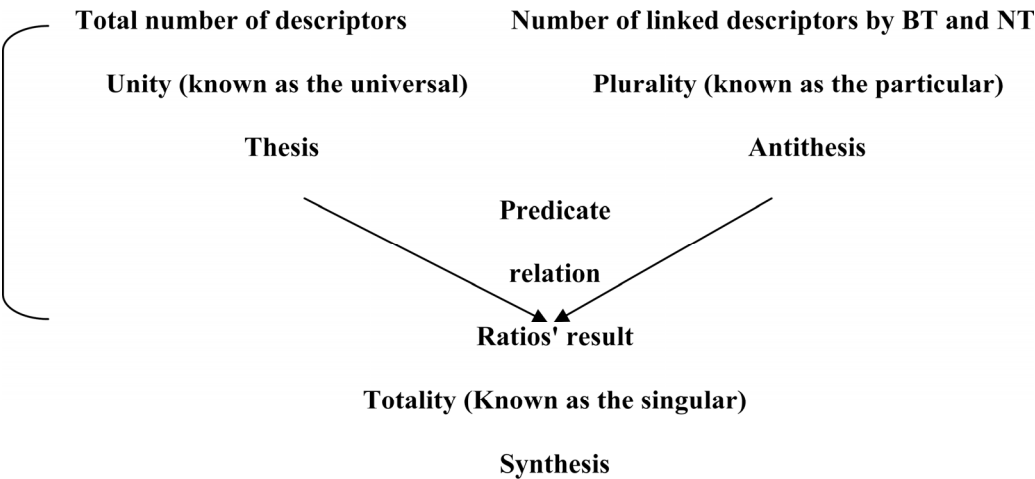 Total number of descriptors
Number of linked descriptors by BT and NT
Unity (known as the universal)
Plurality (known as the particular)
Thesis
Antithesis
Predicate
relation
Ratios' result
Totality (Known as the singular)
Synthesis